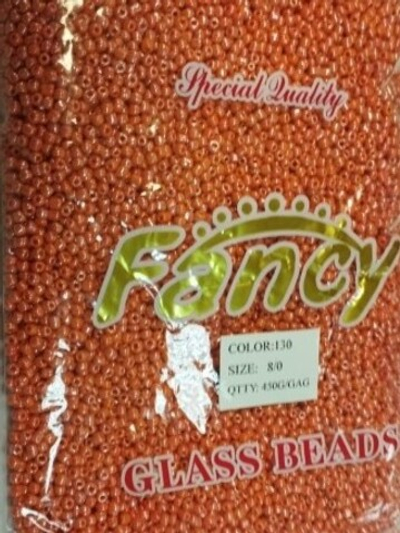 Special Quality
Fancy
COLOR:130
SIZE: 8/0
QTTY: 450G/GAG
GLASS BEADS